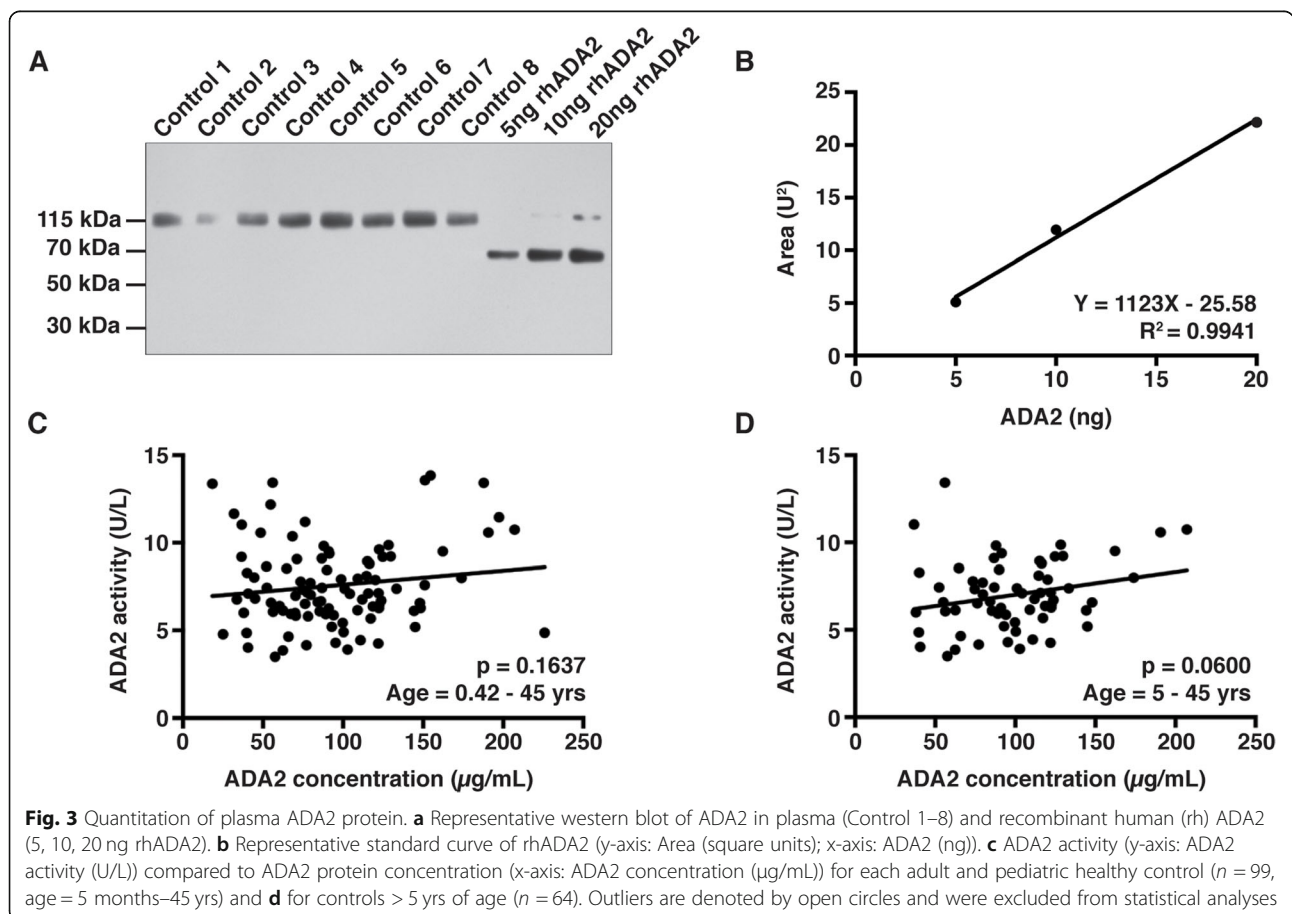 A
Control 1
Control 2
Control 3
Control 4
Control 5
Control 6
Control 7
Control 8
5ng rhADA2
10ng rhADA2
20ng rhADA2
115 kDa
70 kDa
50 kDa
30 kDa
B
25
20
15
10
5
0
Area (U²)
Y = 1123X - 25.58
R² = 0.9941
0 5 10 15 20
ADA2 (ng)
C
15
10
5
0
ADA2 activity (U/L)
p = 0.1637
Age = 0.42 - 45 yrs
0 50 100 150 200 250
ADA2 concentration (µg/mL)
D
15
10
5
0
ADA2 activity (U/L)
p = 0.0600
Age = 5 - 45 yrs
0 50 100 150 200 250
ADA2 concentration (µg/mL)
Fig. 3 Quantitation of plasma ADA2 protein. a Representative western blot of ADA2 in plasma (Control 1–8) and recombinant human (rh) ADA2
(5, 10, 20 ng rhADA2). b Representative standard curve of rhADA2 (y-axis: Area (square units); x-axis: ADA2 (ng)). c ADA2 activity (y-axis: ADA2
activity (U/L)) compared to ADA2 protein concentration (x-axis: ADA2 concentration (µg/mL)) for each adult and pediatric healthy control (n = 99,
age = 5 months–45 yrs) and d for controls > 5 yrs of age (n = 64). Outliers are denoted by open circles and were excluded from statistical analyses